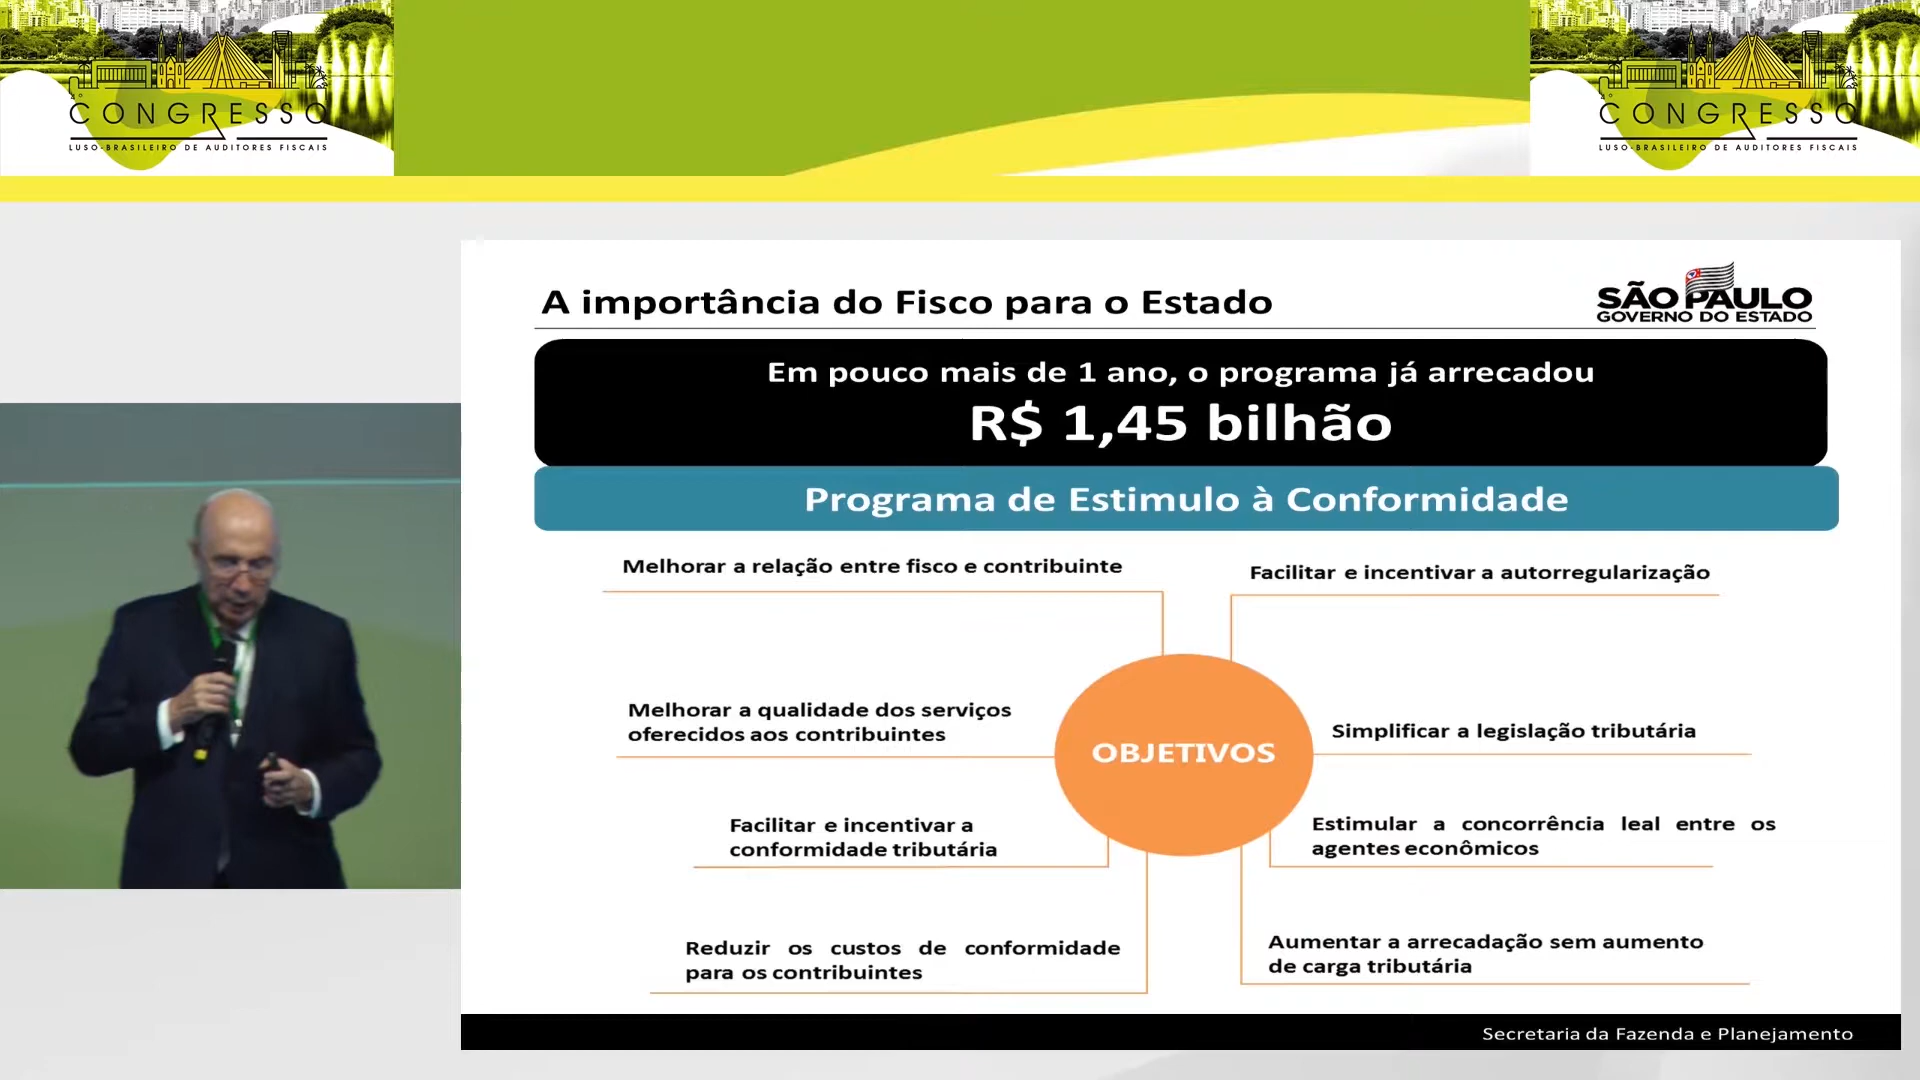 CONGRESSO
LUSO-BRASILEIRO DE AUDITORES FISCAIS
CONGRESSO
LUSO-BRASILEIRO DE AUDITORES FISCAIS
A importância do Fisco para o Estado
SÃO PAULO
GOVERNO DO ESTADO
Em pouco mais de 1 ano, o programa já arrecadou
R$ 1,45 bilhão
Programa de Estimulo à Conformidade
Melhorar a relação entre fisco e contribuinte
Facilitar e incentivar a autorregularização
Melhorar a qualidade dos serviços
oferecidos aos contribuintes
OBJETIVOS
Simplificar a legislação tributária
Facilitar e incentivar a
conformidade tributária
Estimular a concorrência leal entre os
agentes econômicos
Reduzir os custos de conformidade
para os contribuintes
Aumentar a arrecadação sem aumento
de carga tributária
Secretaria da Fazenda e Planejamento